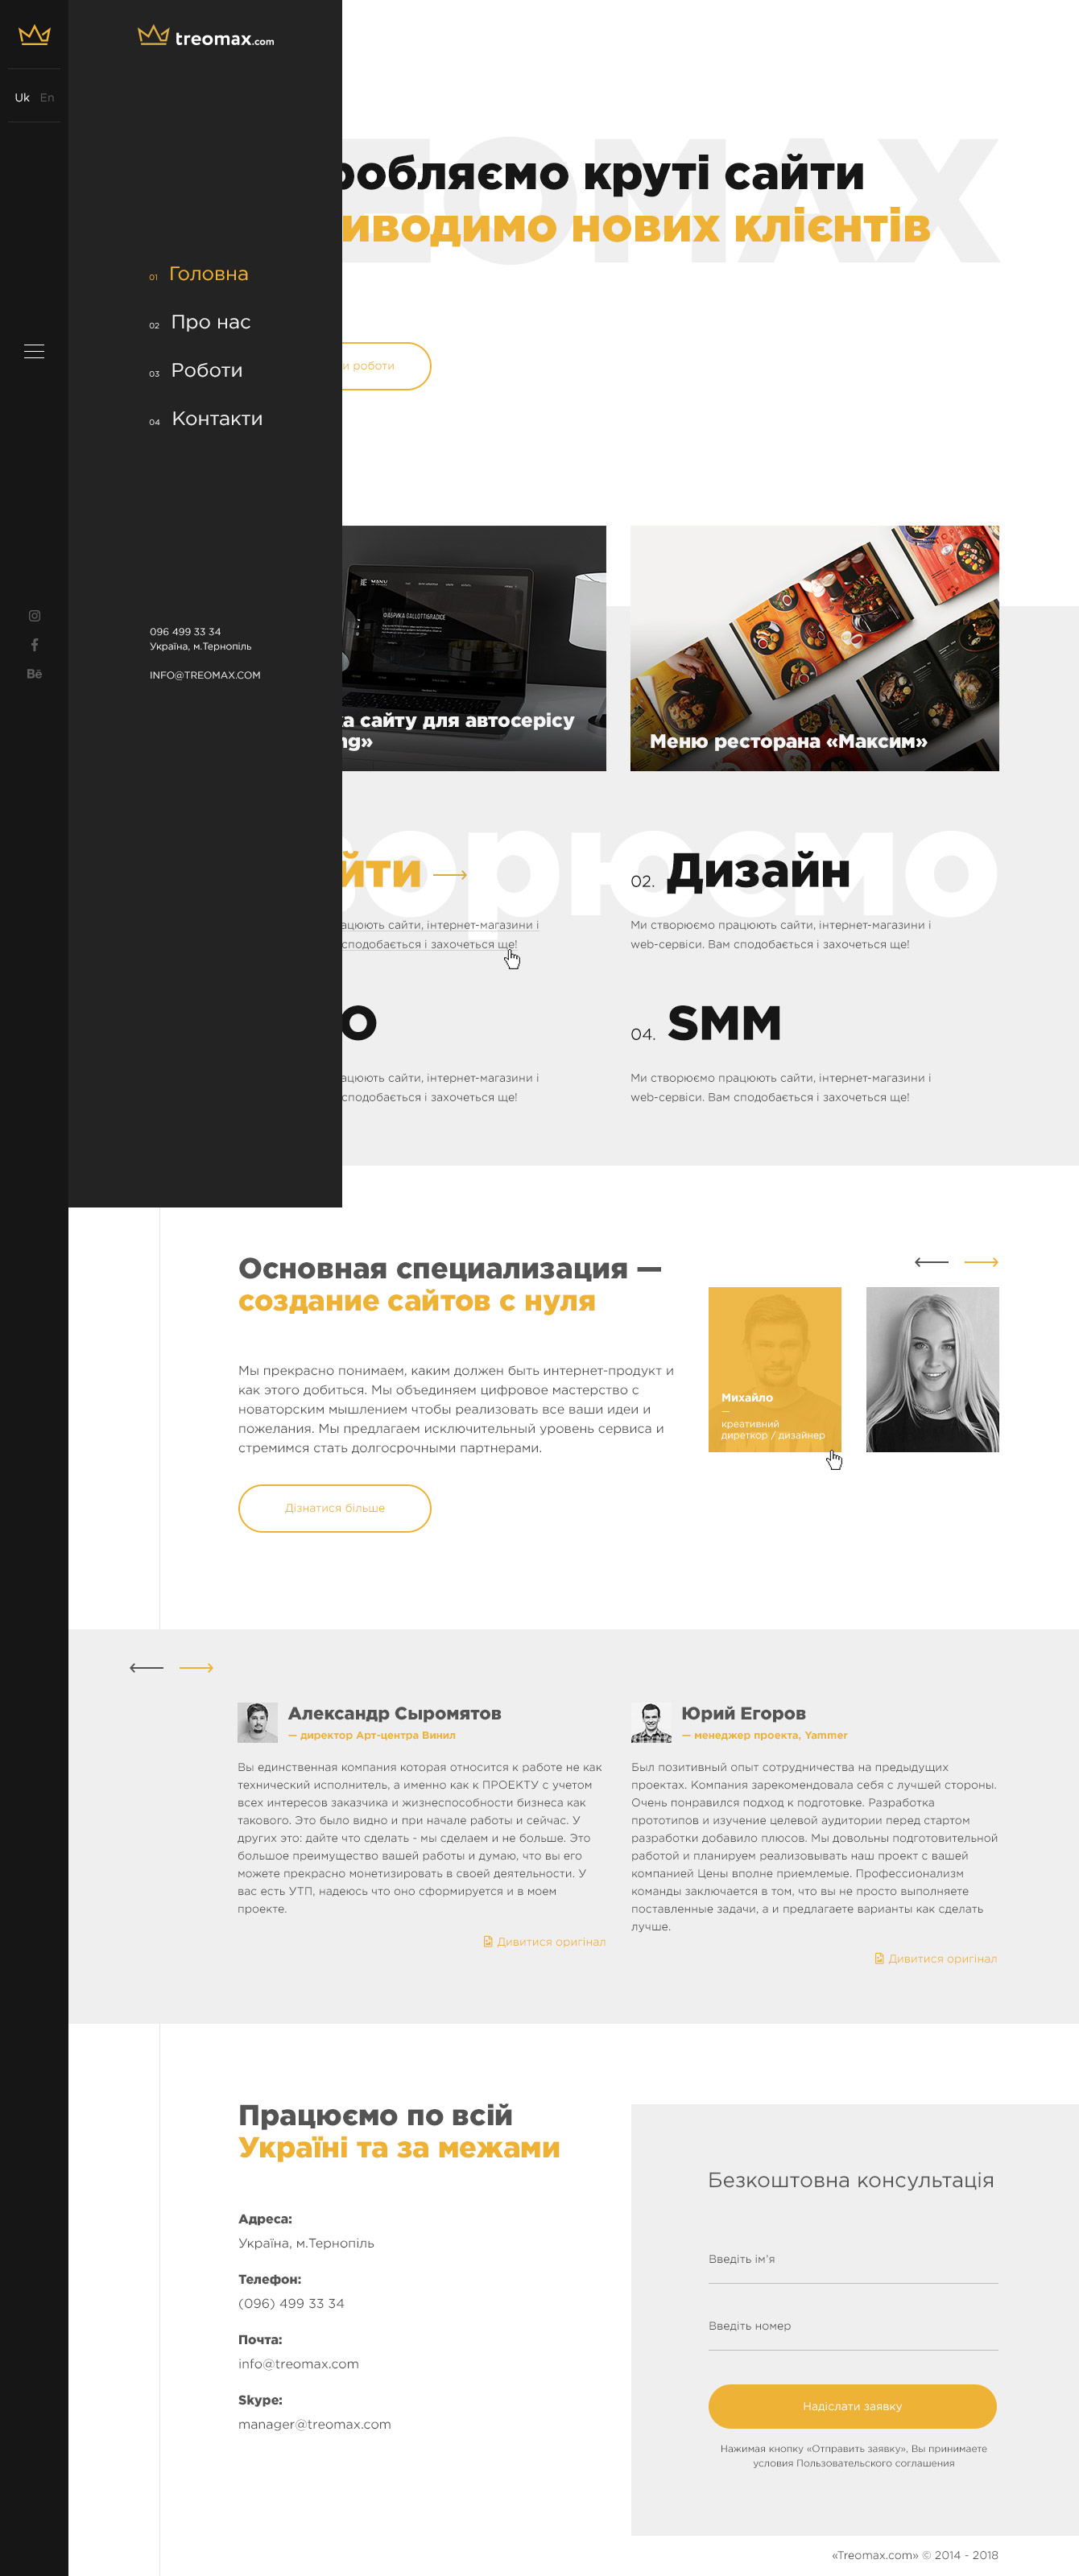 treomax.com
Uk En
TREOMAX
робляємо круті сайти
иводимо нових клієнтів
01 Головна
02 Про нас
03 Роботи
04 Контакти
и роботи
096 499 33 34
Україна, м.Тернопіль
INFO@TREOMAX.COM
Bē
ФАБРИКА GALLOTTI&RADICE
а сайту для автосерісу
ng»
Меню ресторана «Максим»
ворюємо
йти
02. Дизайн
ацюють сайти, інтернет-магазини і
сподобається і захочеться ще!
Ми створюємо працюють сайти, інтернет-магазини і
web-сервіси. Вам сподобається і захочеться ще!
О
04. SMM
ацюють сайти, інтернет-магазини і
сподобається і захочеться ще!
Ми створюємо працюють сайти, інтернет-магазини і
web-сервіси. Вам сподобається і захочеться ще!
Основная специализация —
создание сайтов с нуля
Мы прекрасно понимаем, каким должен быть интернет-продукт и
как этого добиться. Мы объединяем цифровое мастерство с
новаторским мышлением чтобы реализовать все ваши идеи и
пожелания. Мы предлагаем исключительный уровень сервиса и
стремимся стать долгосрочными партнерами.
Дізнатися більше
Михайло
—
креативний
диреткор / дизайнер
Александр Сыромятов
— директор Арт-центра Винил
Вы единственная компания которая относится к работе не как
технический исполнитель, а именно как к ПРОЕКТУ с учетом
всех интересов заказчика и жизнеспособности бизнеса как
такового. Это было видно и при начале работы и сейчас. У
других это: дайте что сделать - мы сделаем и не больше. Это
большое преимущество вашей работы и думаю, что вы его
можете прекрасно монетизировать в своей деятельности. У
вас есть УТП, надеюсь что оно сформируется и в моем
проекте.
Дивитися оригінал
Юрий Егоров
— менеджер проекта, Yammer
Был позитивный опыт сотрудничества на предыдущих
проектах. Компания зарекомендовала себя с лучшей стороны.
Очень понравился подход к подготовке. Разработка
прототипов и изучение целевой аудитории перед стартом
разработки добавило плюсов. Мы довольны подготовительной
работой и планируем реализовывать наш проект с вашей
компанией Цены вполне приемлемые. Профессионализм
команды заключается в том, что вы не просто выполняете
поставленные задачи, а и предлагаете варианты как сделать
лучше.
Дивитися оригінал
Працюємо по всій
Україні та за межами
Адреса:
Україна, м.Тернопіль
Телефон:
(096) 499 33 34
Почта:
info@treomax.com
Skype:
manager@treomax.com
Безкоштовна консультація
Введіть ім'я
Введіть номер
Надіслати заявку
Нажимая кнопку «Отправить заявку», Вы принимаете
условия Пользовательского соглашения
«Treomax.com» © 2014 - 2018